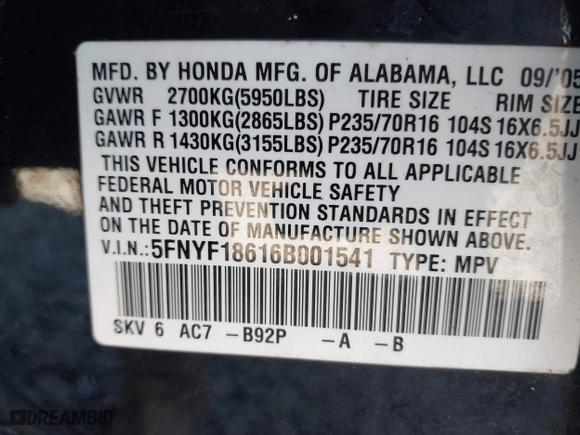 MFD. BY HONDA MFG. OF ALABAMA, LLC 09/'05
GVWR 2700KG(5950LBS) TIRE SIZE RIM SIZE
GAWR F 1300KG(2865LBS) P235/70R16 104S 16X6.5JJ
GAWR R 1430KG(3155LBS) P235/70R16 104S 16X6.5JJ
THIS VEHICLE CONFORMS TO ALL APPLICABLE
FEDERAL MOTOR VEHICLE SAFETY
AND THEFT PREVENTION STANDARDS IN EFFECT
ON THE DATE OF MANUFACTURE SHOWN ABOVE.
V.I.N.: 5FNYF18616B001541 TYPE: MPV
SKV 6 AC7 -B92P -A -B
DREAMBID